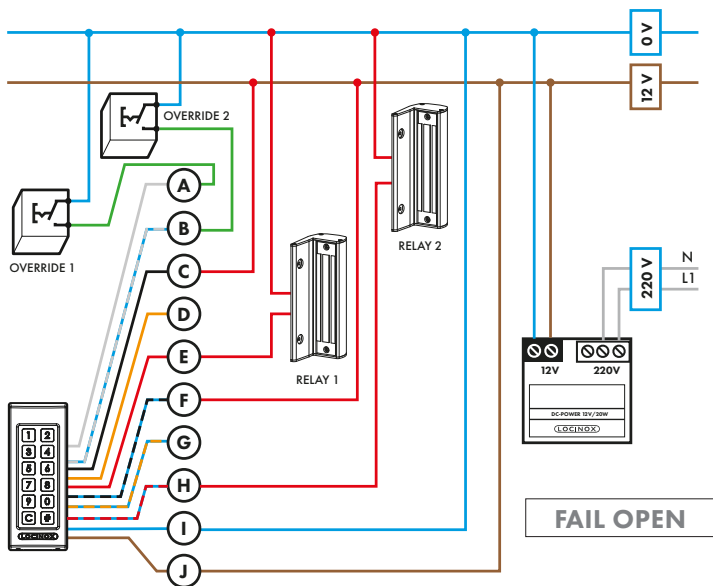 0 V
12 V
OVERRIDE 2
A
B
OVERRIDE 1
C
RELAY 2
N
L1
220 V
D
E
RELAY 1
12V
220V
F
DC-POWER 12V/20W
LOCINOX
G
1 2
3 4
5 6
7 8
9 0
C #
LOCINOX
H
I
J
FAIL OPEN